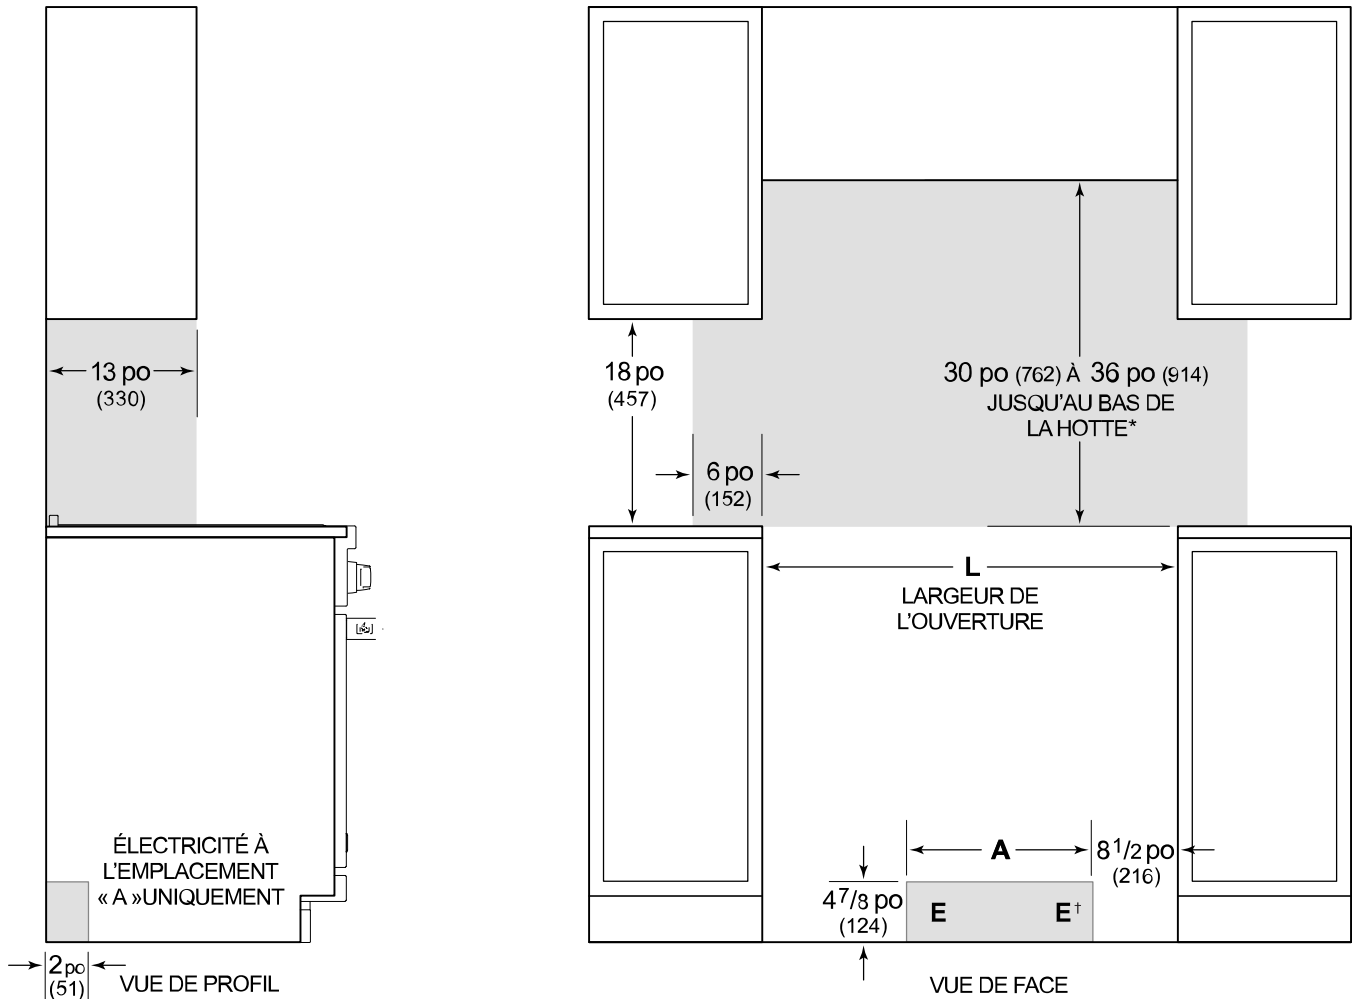 13 po
(330)
18 po
(457)
30 po (762) À 36 po (914)
JUSQU'AU BAS DE
LA HOTTE*
6 po
(152)
L
LARGEUR DE
L'OUVERTURE
ÉLECTRICITÉ À
L'EMPLACEMENT
« A »UNIQUEMENT
A
8 1/2 po
(216)
4 7/8 po
(124)
E
E†
2 po
(51)
VUE DE PROFIL
VUE DE FACE